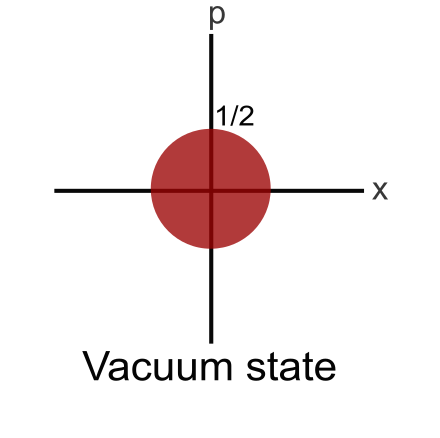 p
1/2
x
Vacuum state